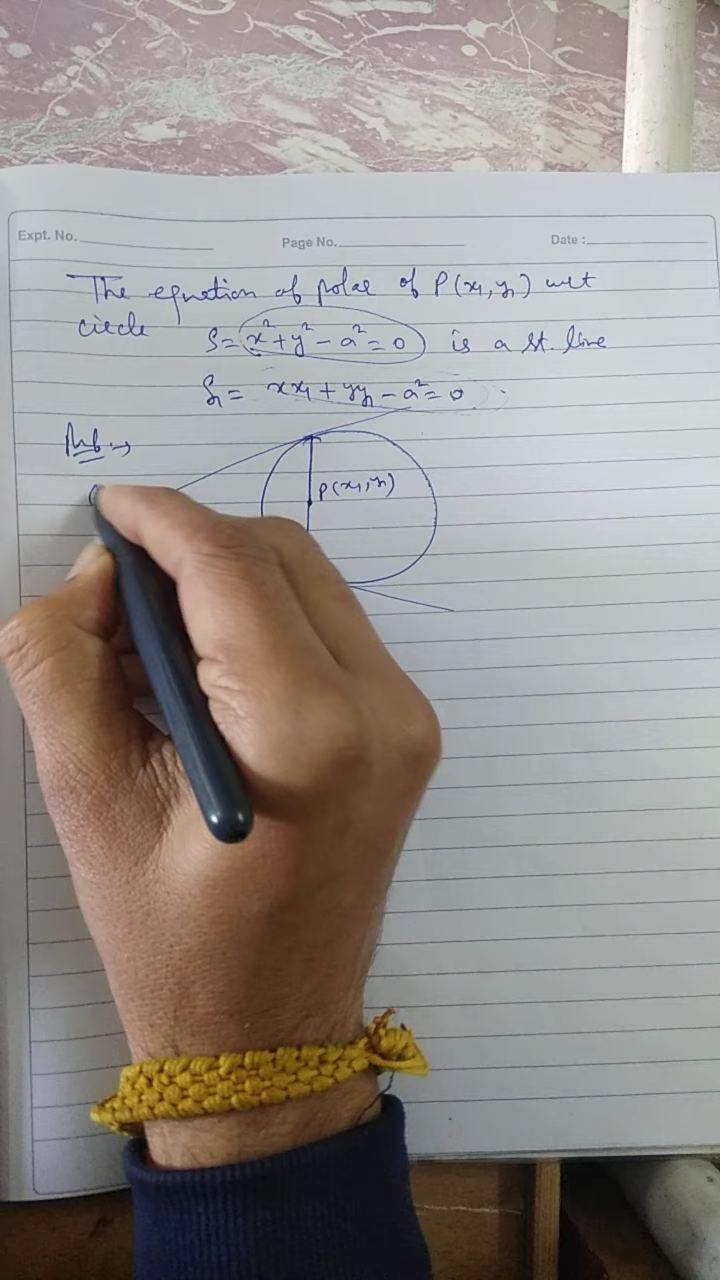 Expt. No. Page No. Date :
The equation of polar of P(x₁, y₁) wrt
circle S = x² + y² - a² = 0 is a st. line
S₁ = xx₁ + yy₁ - a² = 0
P(x₁, y₁)